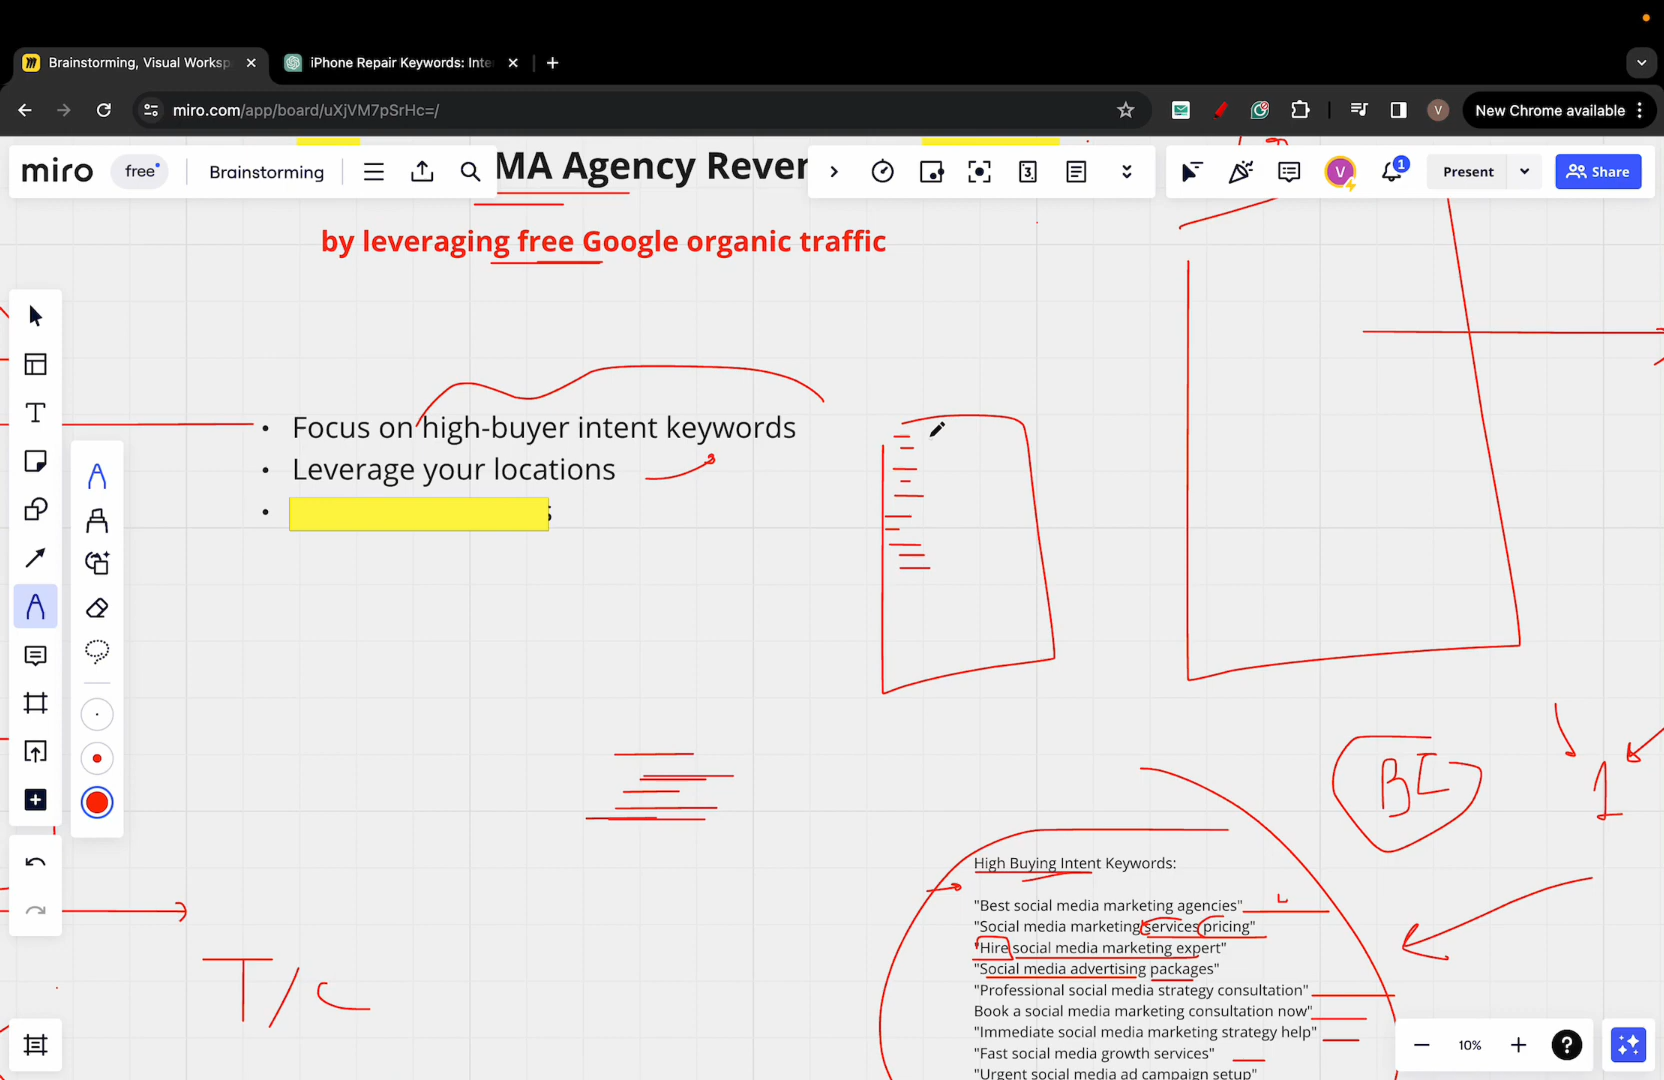 Brainstorming, Visual Worksp
iPhone Repair Keywords: Inte
miro.com/app/board/uXjVM7pSrHc=/
V
New Chrome available
miro
free
Brainstorming
MA Agency Rever
3
V
1
Present
Share
by leveraging free Google organic traffic
• Focus on high-buyer intent keywords
• Leverage your locations
•
T/C
1
High Buying Intent Keywords:
"Best social media marketing agencies"
"Social media marketing services pricing"
"Hire social media marketing expert"
"Social media advertising packages"
"Professional social media strategy consultation"
Book a social media marketing consultation now"
"Immediate social media marketing strategy help"
"Fast social media growth services"
"Urgent social media ad campaign setup"
10%
?